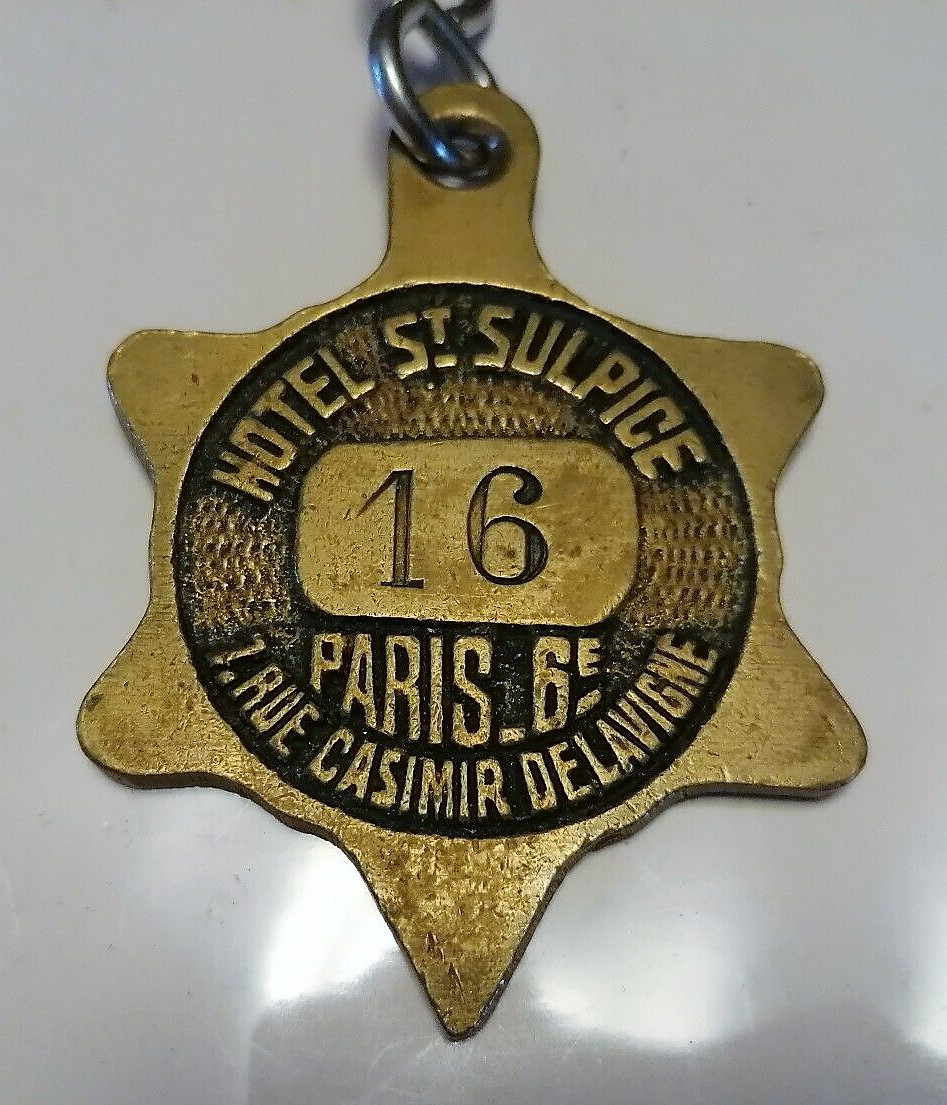 HOTEL ST. SULPICE
16
PARIS_6E
7, RUE CASIMIR DELAVIGNE